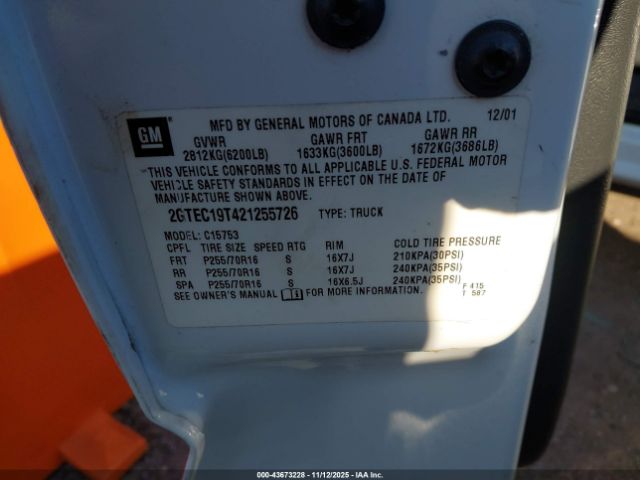 GM
MFD BY GENERAL MOTORS OF CANADA LTD. 12/01
GVWR GAWR FRT GAWR RR
2812KG(6200LB) 1633KG(3600LB) 1672KG(3686LB)
THIS VEHICLE CONFORMS TO ALL APPLICABLE U.S. FEDERAL MOTOR
VEHICLE SAFETY STANDARDS IN EFFECT ON THE DATE OF
MANUFACTURE SHOWN ABOVE.
2GTEC19T421255726 TYPE: TRUCK
MODEL: C15753
CPFL TIRE SIZE SPEED RTG RIM COLD TIRE PRESSURE
FRT P255/70R16 S 16X7J 210KPA(30PSI)
RR P255/70R16 S 16X7J 240KPA(35PSI)
SPA P255/70R16 S 16X6.5J 240KPA(35PSI)
SEE OWNER'S MANUAL FOR MORE INFORMATION. F 415
T 587
© - 43673228 - 11/12/2025 - IAAI.COM